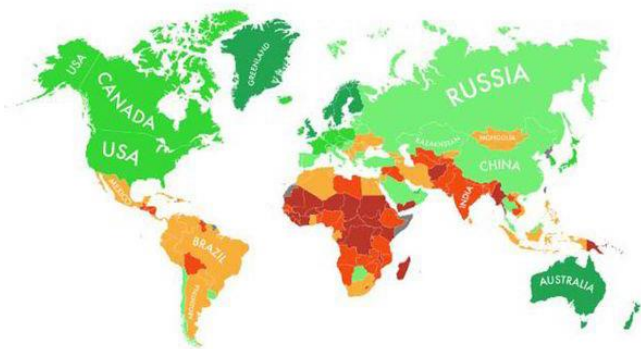 USA
CANADA
USA
GREENLAND
RUSSIA
KAZAKHSTAN
MONGOLIA
CHINA
INDIA
MEXICO
BRAZIL
ARGENTINA
AUSTRALIA